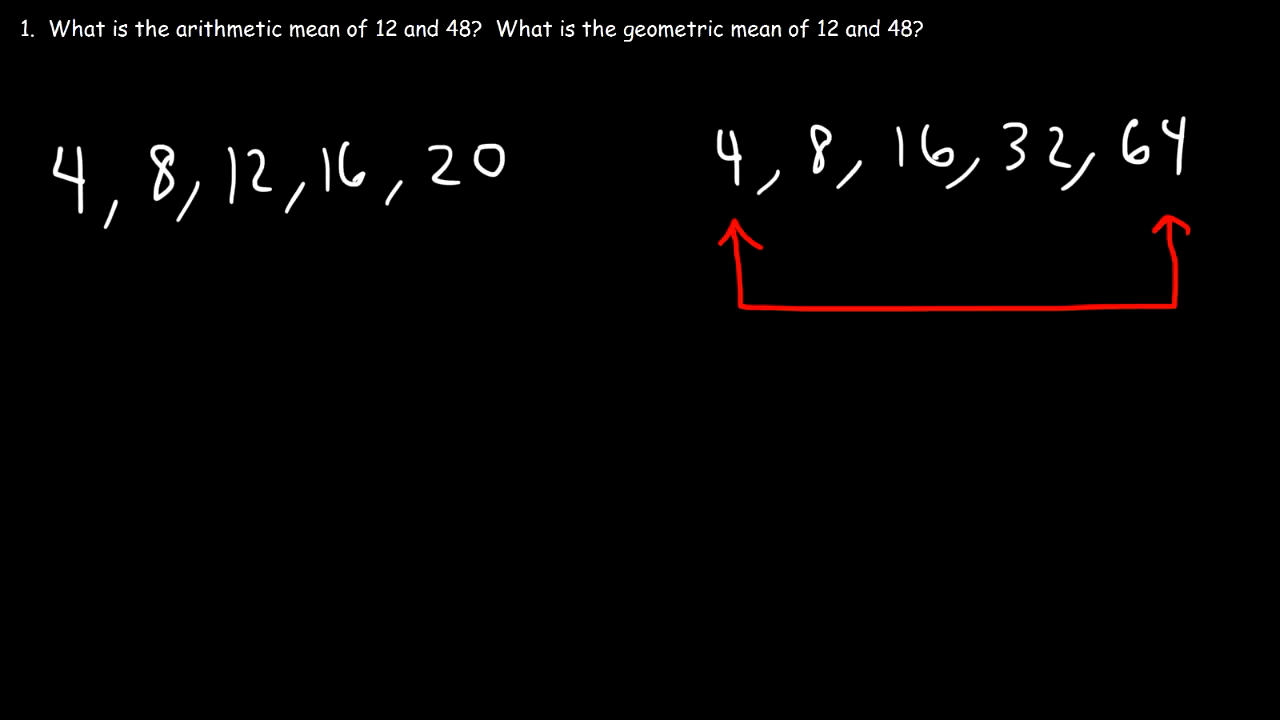 1. What is the arithmetic mean of 12 and 48? What is the geometric mean of 12 and 48?
4, 8, 12, 16, 20
4, 8, 16, 32, 64